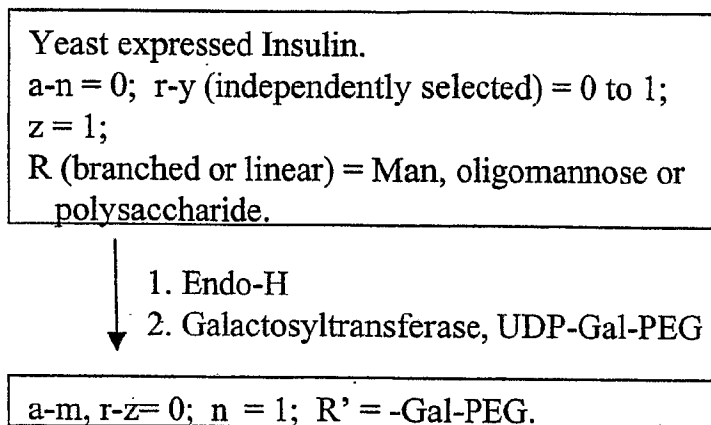 Yeast expressed Insulin.
a-n = 0; r-y (independently selected) = 0 to 1;
z = 1;
R (branched or linear) = Man, oligomannose or
polysaccharide.
1. Endo-H
2. Galactosyltransferase, UDP-Gal-PEG
a-m, r-z= 0; n = 1; R' = -Gal-PEG.